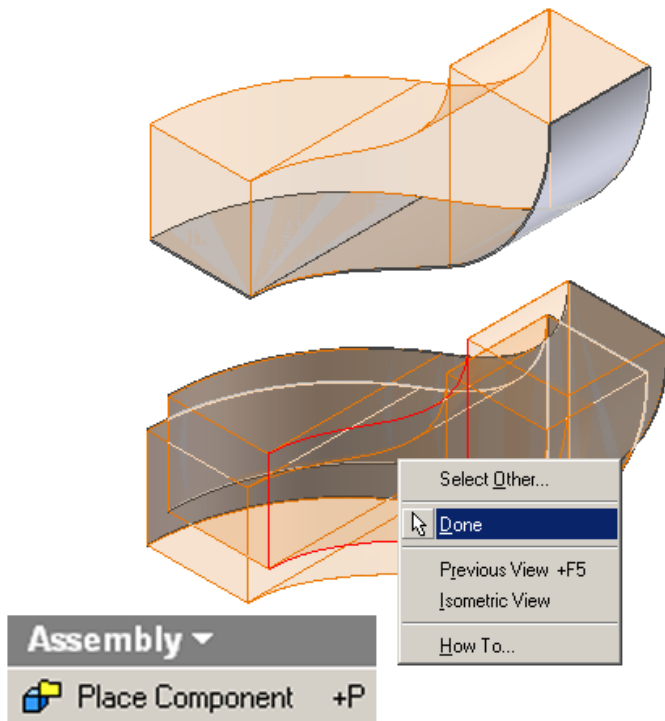 Select Other...
Done
Previous View +F5
Isometric View
How To...
Assembly
Place Component +P